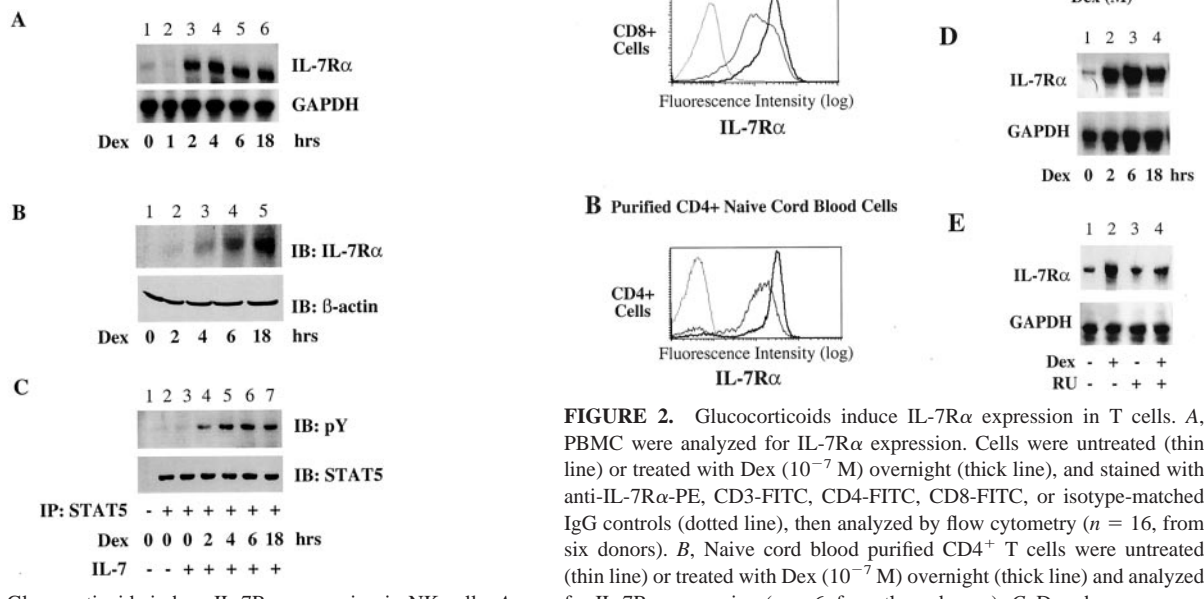 A
1 2 3 4 5 6
IL-7Rα
GAPDH
Dex 0 1 2 4 6 18 hrs
B
1 2 3 4 5
IB: IL-7Rα
IB: β-actin
Dex 0 2 4 6 18 hrs
C
1 2 3 4 5 6 7
IB: pY
IB: STAT5
IP: STAT5 - + + + + + +
Dex 0 0 0 2 4 6 18 hrs
IL-7 - - + + + + +
CD8+
Cells
Fluorescence Intensity (log)
IL-7Rα
B Purified CD4+ Naive Cord Blood Cells
CD4+
Cells
Fluorescence Intensity (log)
IL-7Rα
Dex (M)
D
1 2 3 4
IL-7Rα
GAPDH
Dex 0 2 6 18 hrs
E
1 2 3 4
IL-7Rα
GAPDH
Dex - + - +
RU - - + +
FIGURE 2. Glucocorticoids induce IL-7Rα expression in T cells. A,
PBMC were analyzed for IL-7Rα expression. Cells were untreated (thin
line) or treated with Dex (10⁻⁷ M) overnight (thick line), and stained with
anti-IL-7Rα-PE, CD3-FITC, CD4-FITC, CD8-FITC, or isotype-matched
IgG controls (dotted line), then analyzed by flow cytometry (n = 16, from
six donors). B, Naive cord blood purified CD4⁺ T cells were untreated
(thin line) or treated with Dex (10⁻⁷ M) overnight (thick line) and analyzed